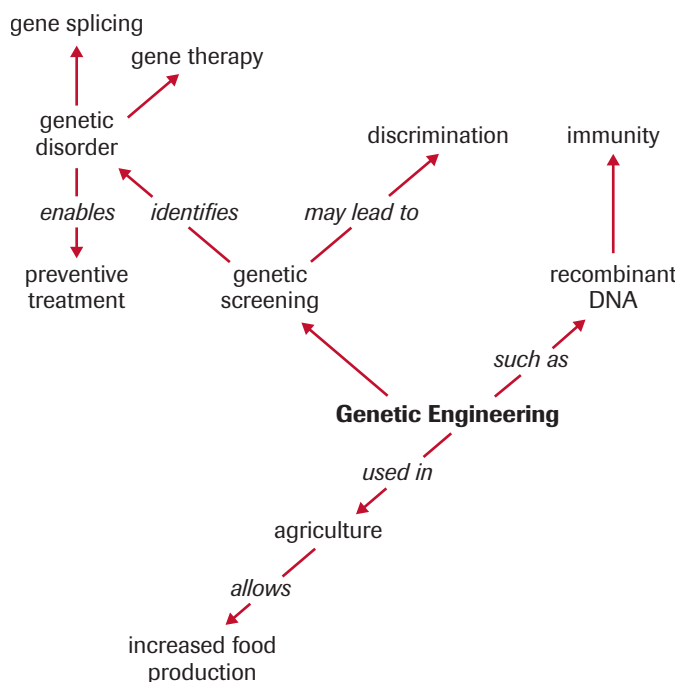 gene splicing
gene therapy
genetic
disorder
discrimination
immunity
enables
identifies
may lead to
preventive
treatment
genetic
screening
recombinant
DNA
such as
Genetic Engineering
used in
agriculture
allows
increased food
production